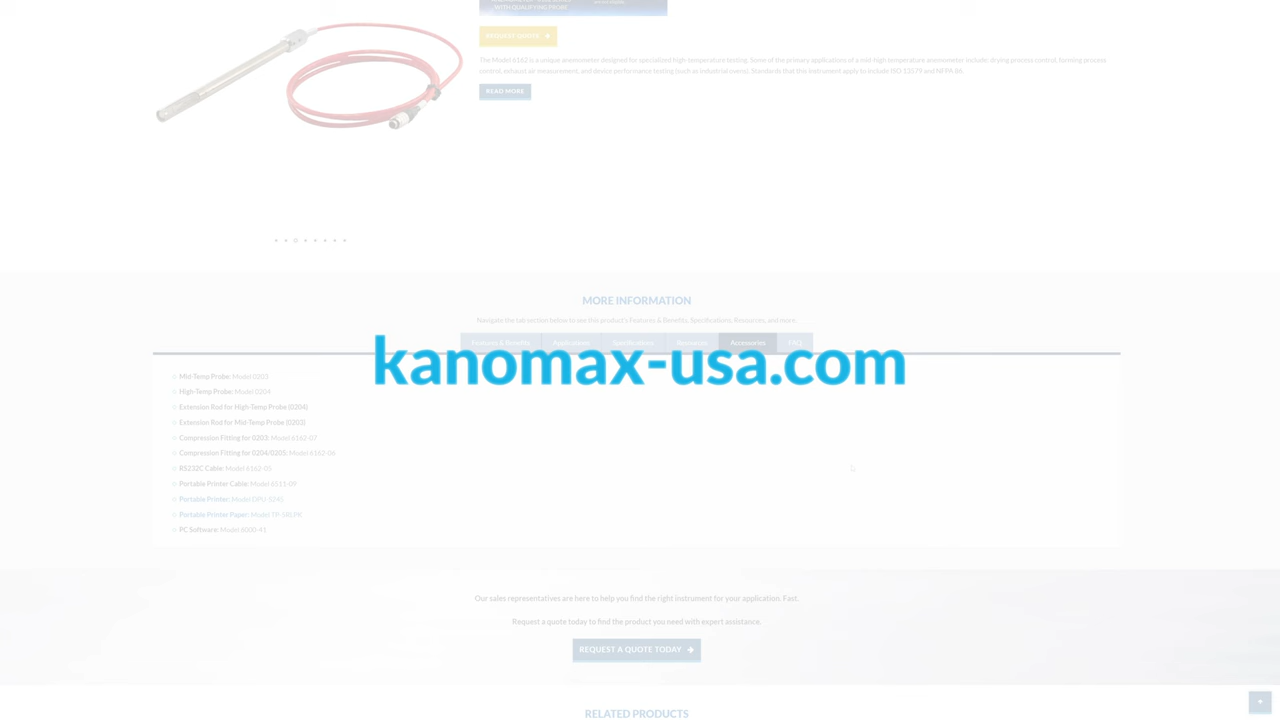 WITH QUALIFYING PROBE
REQUEST QUOTE
The Model 6162 is a unique anemometer designed for specialized high-temperature testing. Some of the primary applications of a mid-high temperature anemometer include: drying process control, tanning process
control, exhaust air measurement, and device performance testing (such as industrial ovens). Standards that this instrument apply to include ISO 13579 and NFPA 86.
READ MORE
MORE INFORMATION
Navigate the tab section below to see this product's Features & Benefits, Specifications, Resources, and more.
Features & Benefits Applications Specifications Resources Accessories FAQ
kanomax-usa.com
Mid-Temp Probe: Model 0203
High-Temp Probe: Model 0204
Extension Rod for High-Temp Probe (0204)
Extension Rod for Mid-Temp Probe (0203)
Compression Fitting for 0203: Model 6162-07
Compression Fitting for 0204/0205: Model 6162-06
RS232C Cable: Model 6162-05
Portable Printer Cable: Model 6511-09
Portable Printer: Model DPU-S245
Portable Printer Paper: Model
PC Software: Model 6000-41
Our sales representatives are here to help you find the right instrument for your application. Fast.
Request a quote today to find the product you need with expert assistance.
REQUEST A QUOTE TODAY
RELATED PRODUCTS